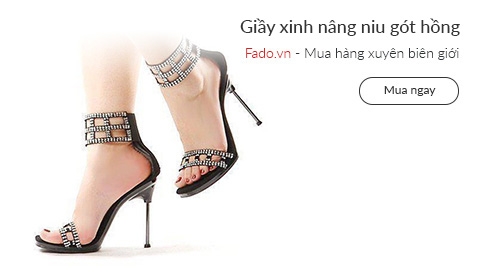 Giầy xinh nâng niu gót hồng
Fado.vn - Mua hàng xuyên biên giới
Mua ngay